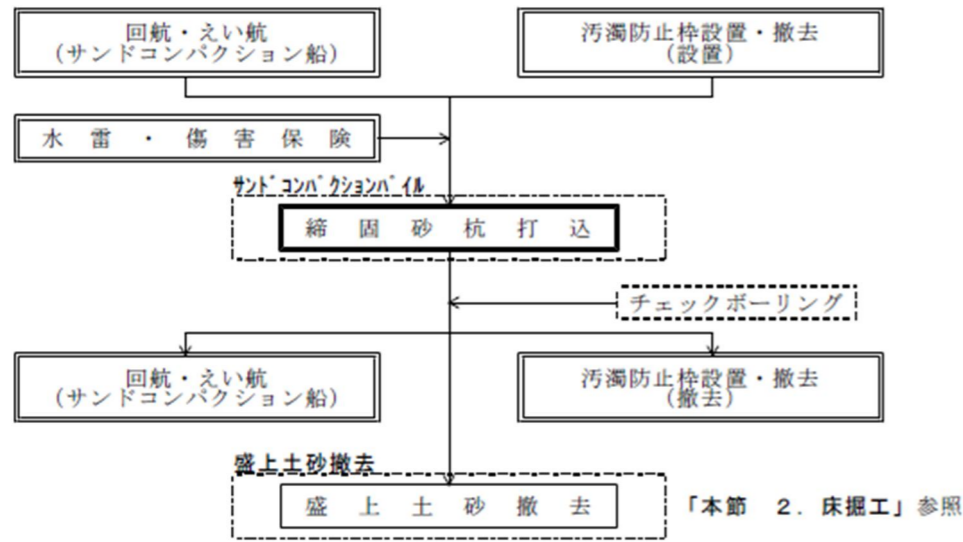 回航・えい航
(サンドコンパクション船)
汚濁防止枠設置・撤去
(設置)
水雷・傷害保険
サンドコンパクションパイル
締固砂杭打込
チェックボーリング
回航・えい航
(サンドコンパクション船)
汚濁防止枠設置・撤去
(撤去)
盛上土砂撤去
盛上土砂撤去
「本節 2.床掘工」参照